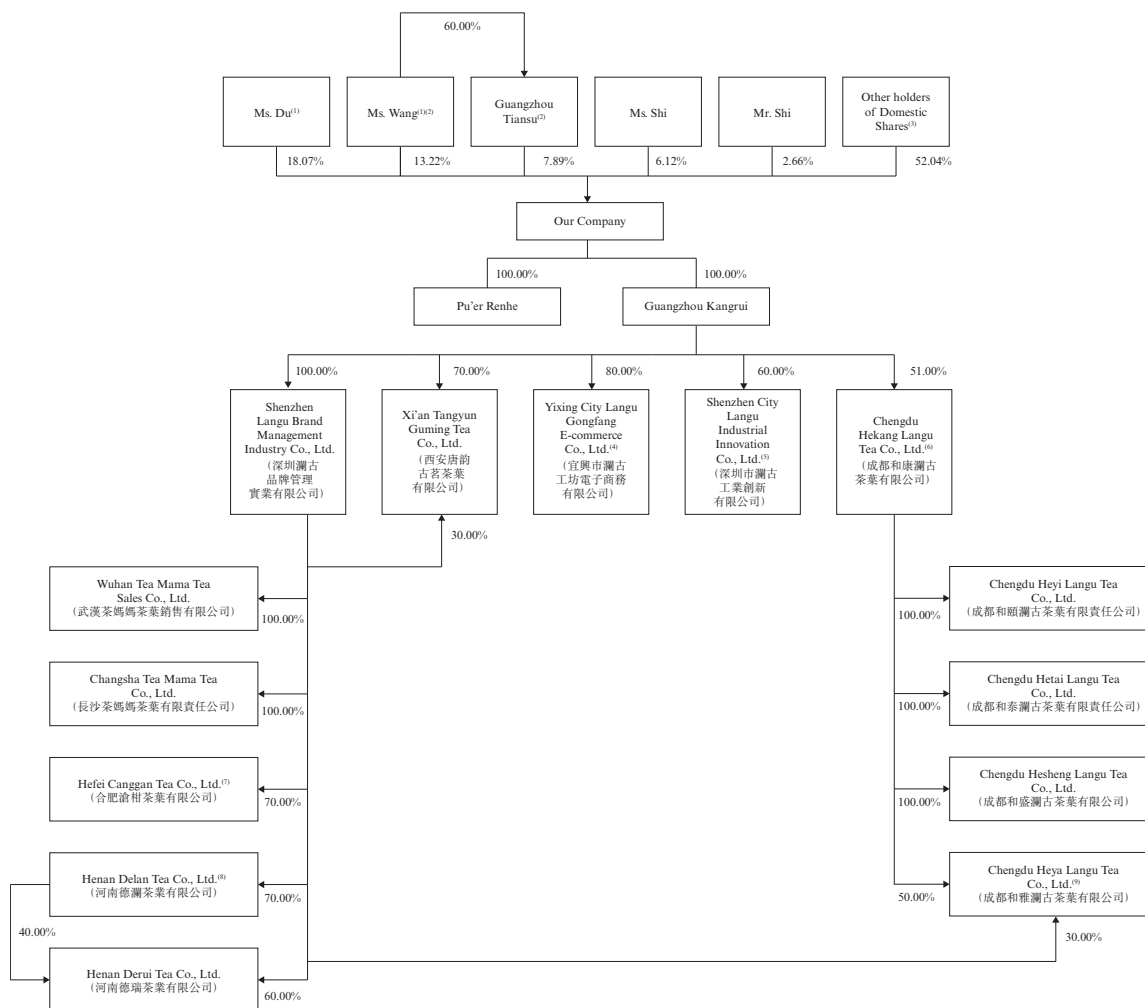 60.00%
Ms. Du(1)
Ms. Wang(1)(2)
Guangzhou
Tiansu(2)
Ms. Shi
Mr. Shi
Other holders
of Domestic
Shares(3)
18.07%
13.22%
7.89%
6.12%
2.66%
52.04%
Our Company
100.00%
100.00%
Pu'er Renhe
Guangzhou Kangrui
100.00%
70.00%
80.00%
60.00%
51.00%
Shenzhen
Langu Brand
Management
Industry Co., Ltd.
(深圳瀾古
品牌管理
實業有限公司)
Xi'an Tangyun
Guming Tea
Co., Ltd.
(西安唐韵
古茗茶葉
有限公司)
Yixing City Langu
Gongfang
E-commerce
Co., Ltd.(4)
(宜興市瀾古
工坊電子商務
有限公司)
Shenzhen City
Langu
Industrial
Innovation
Co., Ltd.(5)
(深圳市瀾古
工業創新
有限公司)
Chengdu
Hekang Langu
Tea Co., Ltd.(6)
(成都和康瀾古
茶葉有限公司)
30.00%
Wuhan Tea Mama Tea
Sales Co., Ltd.
(武漢茶媽媽茶葉銷售有限公司)
100.00%
Chengdu Heyi Langu Tea
Co., Ltd.
(成都和頤瀾古茶葉有限責任公司)
100.00%
Changsha Tea Mama Tea
Co., Ltd.
(長沙茶媽媽茶葉有限責任公司)
100.00%
Chengdu Hetai Langu Tea
Co., Ltd.
(成都和泰瀾古茶葉有限責任公司)
100.00%
Hefei Canggan Tea Co., Ltd.(7)
(合肥滄柑茶葉有限公司)
70.00%
Chengdu Hesheng Langu Tea
Co., Ltd.
(成都和盛瀾古茶葉有限公司)
100.00%
Henan Delan Tea Co., Ltd.(8)
(河南德瀾茶業有限公司)
70.00%
Chengdu Heya Langu Tea
Co., Ltd.(9)
(成都和雅瀾古茶葉有限公司)
50.00%
40.00%
30.00%
Henan Derui Tea Co., Ltd.
(河南德瑞茶業有限公司)
60.00%